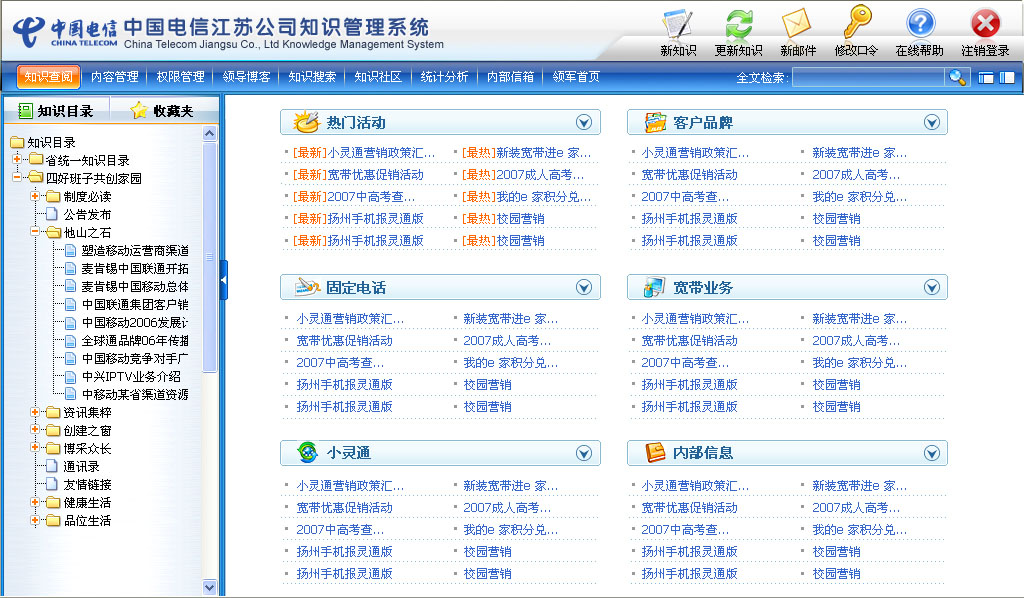 中国电信 中国电信江苏公司知识管理系统
CHINA TELECOM China Telecom Jiangsu Co., Ltd Knowledge Management System
新知识 更新知识 新邮件 修改口令 在线帮助 注销登录
知识查阅 内容管理 权限管理 领导博客 知识搜索 知识社区 统计分析 内部信箱 领军首页 全文检索:
知识目录 收藏夹
知识目录
省统一知识目录
四好班子共创家园
制度必读
公告发布
他山之石
塑造移动运营商渠道
麦肯锡中国联通开拓
麦肯锡中国移动总体
中国联通集团客户销
中国移动2006发展计
全球通品牌06年传播
中国移动竞争对手广
中兴IPTV业务介绍
中移动某省渠道资源
资讯集粹
创建之窗
博采众长
通讯录
友情链接
健康生活
品位生活
热门活动
[最新]小灵通营销政策汇... [最热]新装宽带进e 家...
[最新]宽带优惠促销活动 [最热]2007成人高考...
[最新]2007中高考查... [最热]我的e 家积分兑...
[最新]扬州手机报灵通版 [最热]校园营销
[最新]扬州手机报灵通版 [最热]校园营销
客户品牌
小灵通营销政策汇... 新装宽带进e 家...
宽带优惠促销活动 2007成人高考...
2007中高考查... 我的e 家积分兑...
扬州手机报灵通版 校园营销
扬州手机报灵通版 校园营销
固定电话
小灵通营销政策汇... 新装宽带进e 家...
宽带优惠促销活动 2007成人高考...
2007中高考查... 我的e 家积分兑...
扬州手机报灵通版 校园营销
扬州手机报灵通版 校园营销
宽带业务
小灵通营销政策汇... 新装宽带进e 家...
宽带优惠促销活动 2007成人高考...
2007中高考查... 我的e 家积分兑...
扬州手机报灵通版 校园营销
扬州手机报灵通版 校园营销
小灵通
小灵通营销政策汇... 新装宽带进e 家...
宽带优惠促销活动 2007成人高考...
2007中高考查... 我的e 家积分兑...
扬州手机报灵通版 校园营销
扬州手机报灵通版 校园营销
内部信息
小灵通营销政策汇... 新装宽带进e 家...
宽带优惠促销活动 2007成人高考...
2007中高考查... 我的e 家积分兑...
扬州手机报灵通版 校园营销
扬州手机报灵通版 校园营销